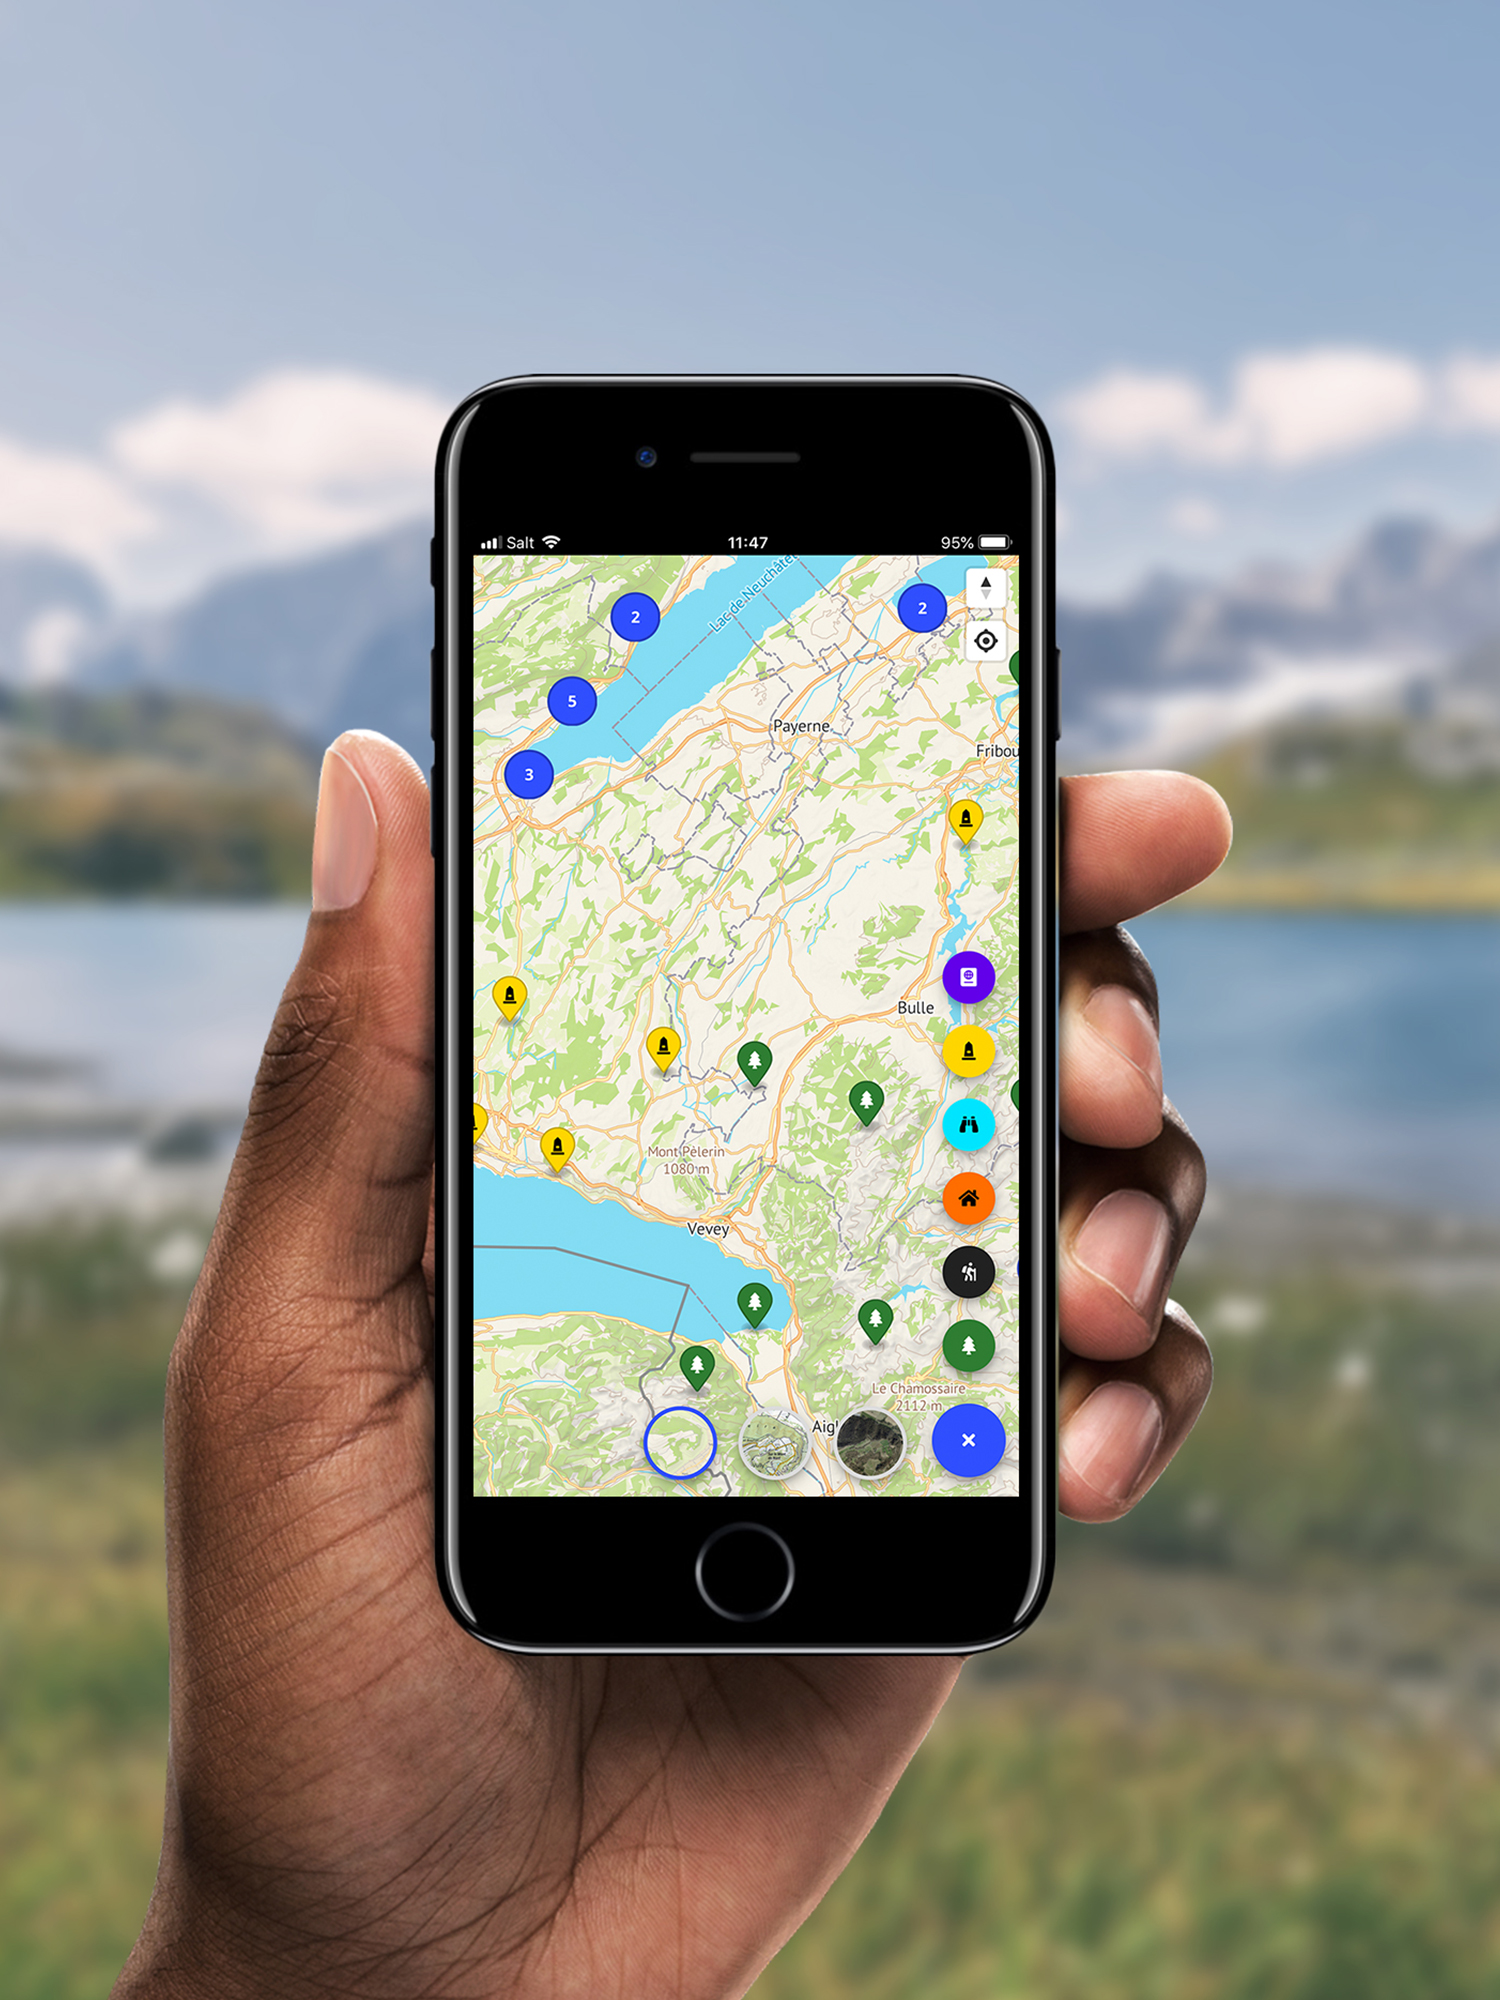 Salt
11:47
95%
Lac de Neuchâtel
2
2
5
3
Payerne
Fribou
Bulle
Mont Pèlerin
1080 m
Vevey
Le Chamossaire
2112 m
Aigl
×